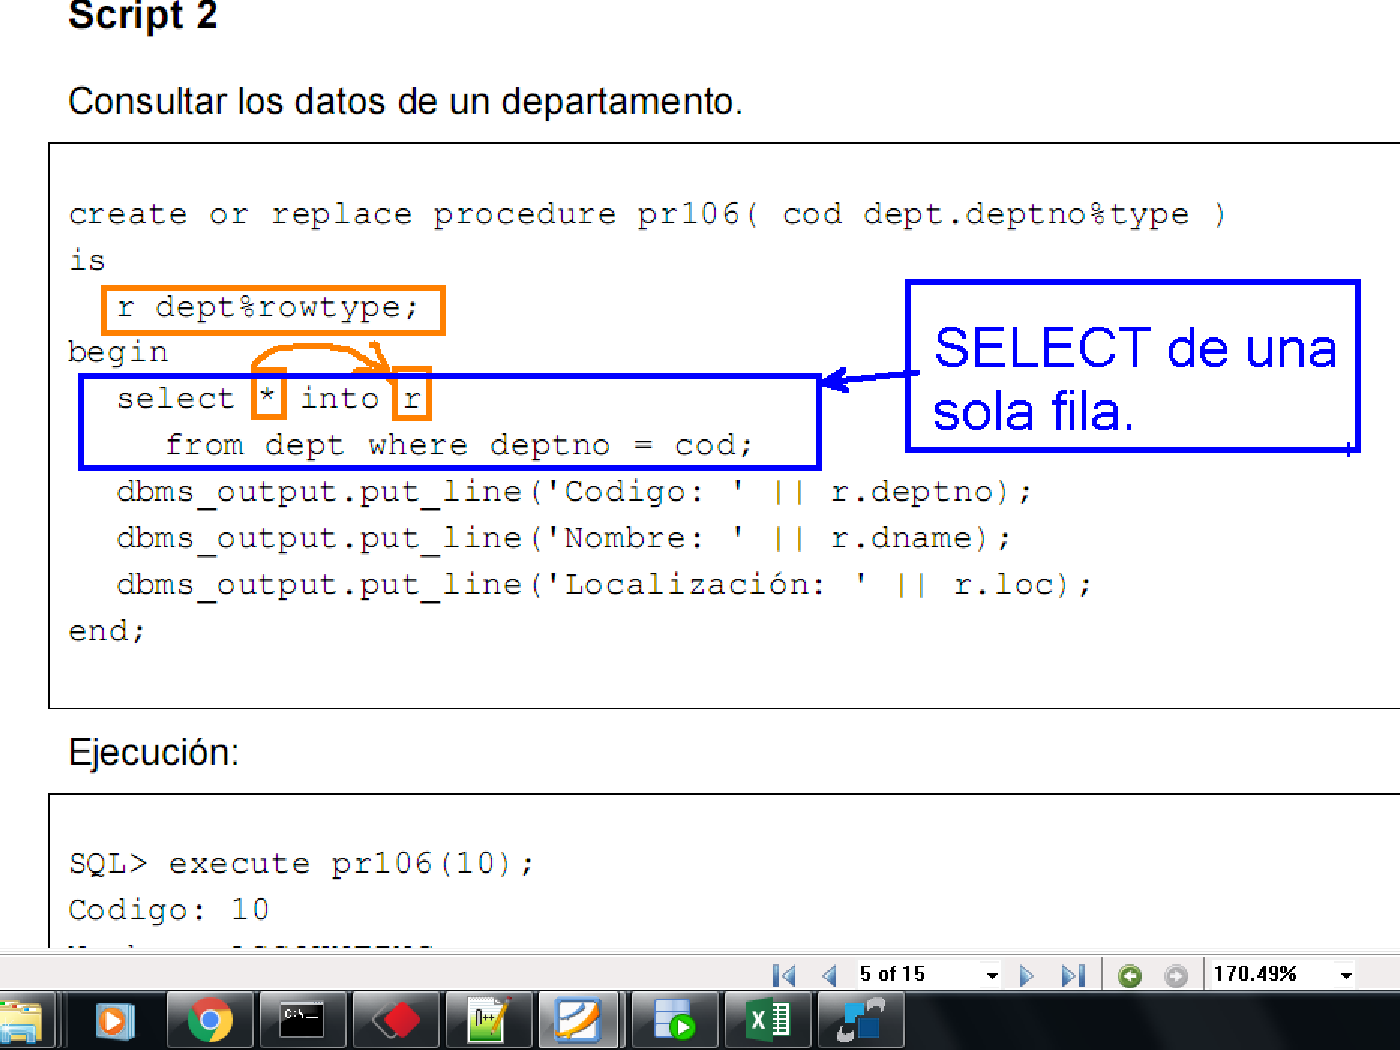 Script 2
Consultar los datos de un departamento.
create or replace procedure pr106( cod dept.deptno%type )
is
r dept%rowtype;
begin
select * into r
from dept where deptno = cod;
SELECT de una
sola fila.
dbms_output.put_line('Codigo: ' || r.deptno);
dbms_output.put_line('Nombre: ' || r.dname);
dbms_output.put_line('Localización: ' || r.loc);
end;
Ejecución:
SQL> execute pr106(10);
Codigo: 10
5 of 15
170.49%